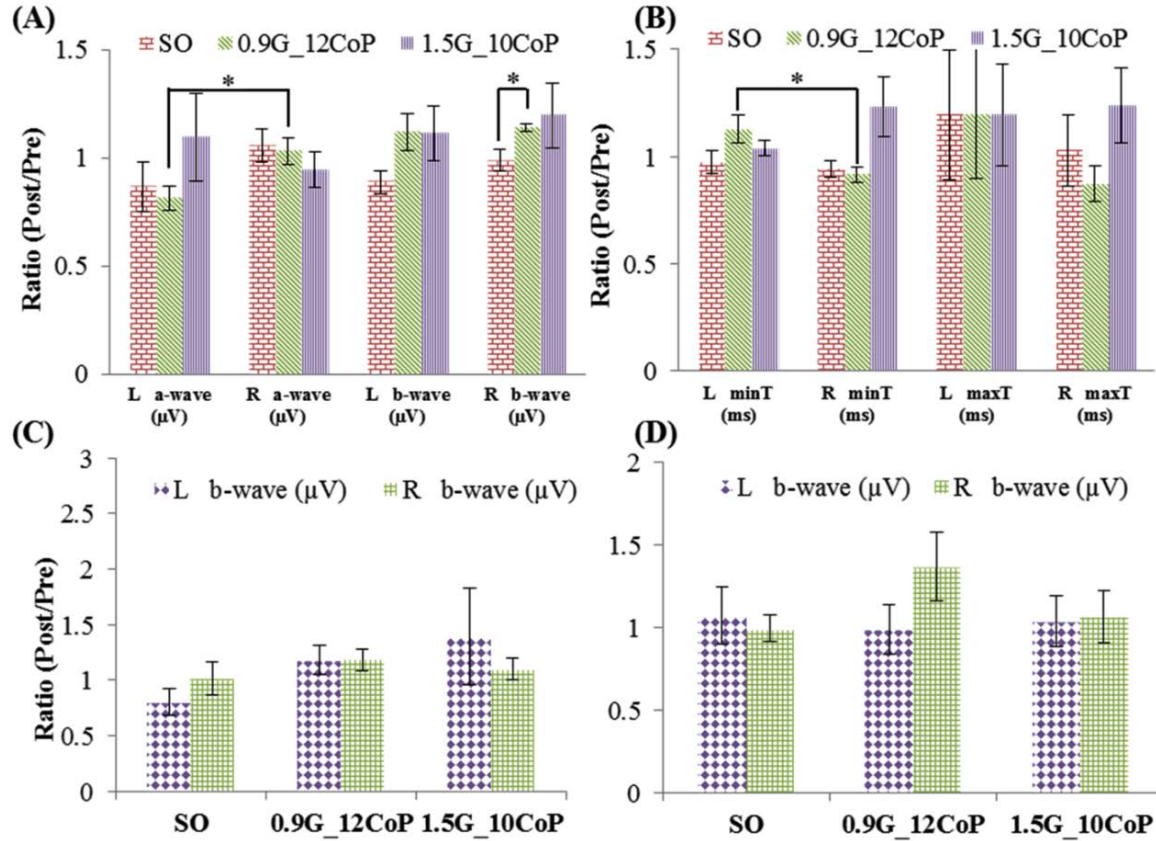 (A)
SO 0.9G_12CoP 1.5G_10CoP
Ratio (Post/Pre)
1.5
1
0.5
0
*
*
L a-wave (µV)
R a-wave (µV)
L b-wave (µV)
R b-wave (µV)
(B)
SO 0.9G_12CoP 1.5G_10CoP
Ratio (Post/Pre)
1.5
1
0.5
0
*
L minT (ms)
R minT (ms)
L maxT (ms)
R maxT (ms)
(C)
L b-wave (µV) R b-wave (µV)
Ratio (Post/Pre)
3
2.5
2
1.5
1
0.5
0
SO 0.9G_12CoP 1.5G_10CoP
(D)
L b-wave (µV) R b-wave (µV)
2
1.5
1
0.5
0
SO 0.9G_12CoP 1.5G_10CoP